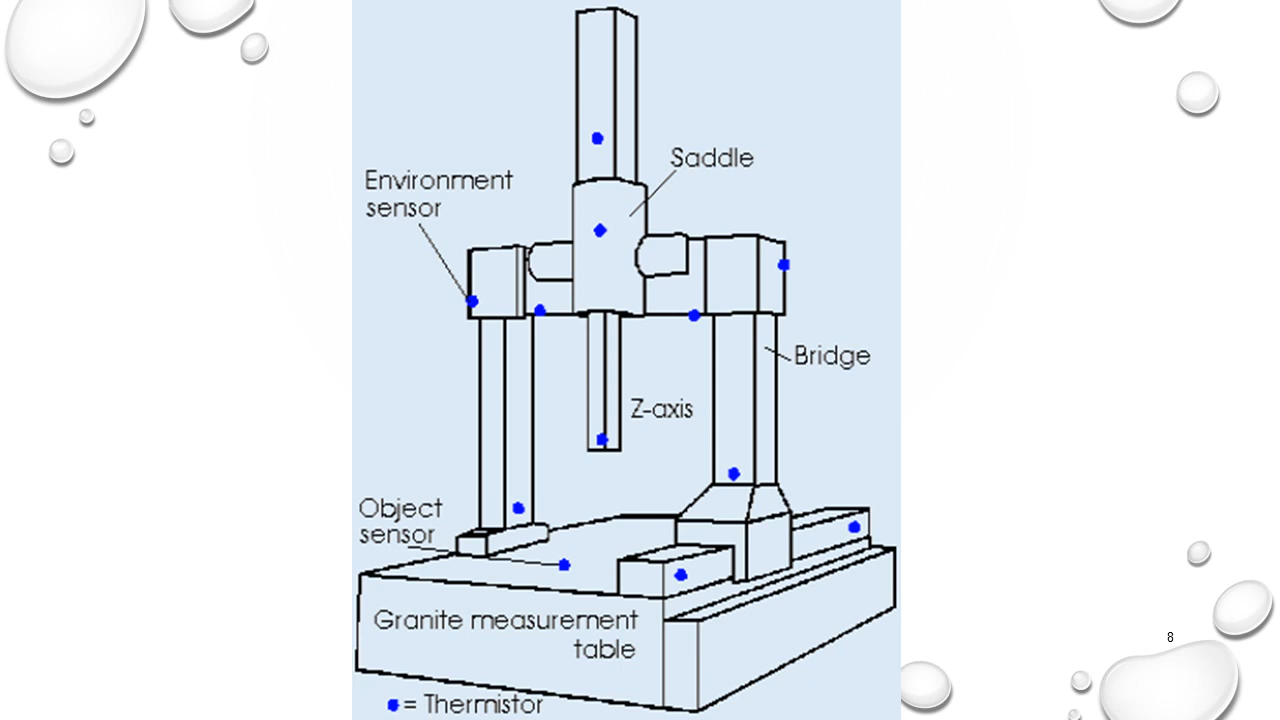 Saddle
Environment
sensor
Bridge
Z-axis
Object
sensor
Granite measurement
table
= Thermistor
8